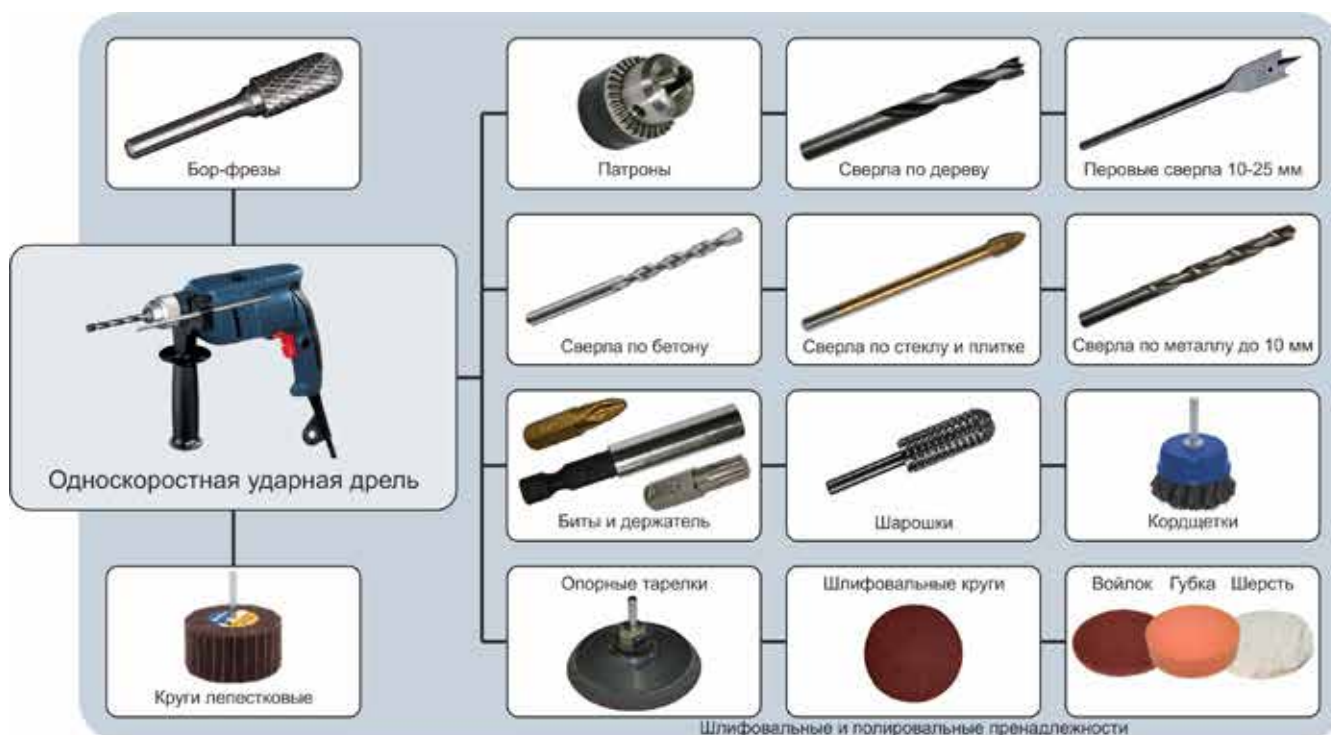 Бор-фрезы
Патроны
Сверла по дереву
Перовые сверла 10-25 мм
Односкоростная ударная дрель
Сверла по бетону
Сверла по стеклу и плитке
Сверла по металлу до 10 мм
Биты и держатель
Шарошки
Кордщетки
Круги лепестковые
Опорные тарелки
Шлифовальные круги
Войлок Губка Шерсть
Шлифовальные и полировальные пренадлежности